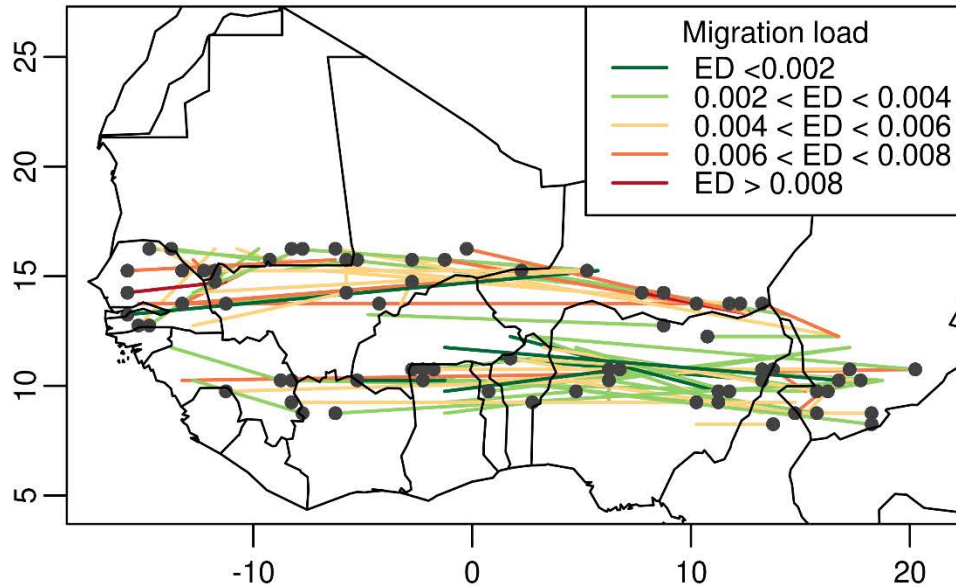 Migration load
ED <0.002
0.002 < ED < 0.004
0.004 < ED < 0.006
0.006 < ED < 0.008
ED > 0.008
25
20
15
10
5
-10
0
10
20